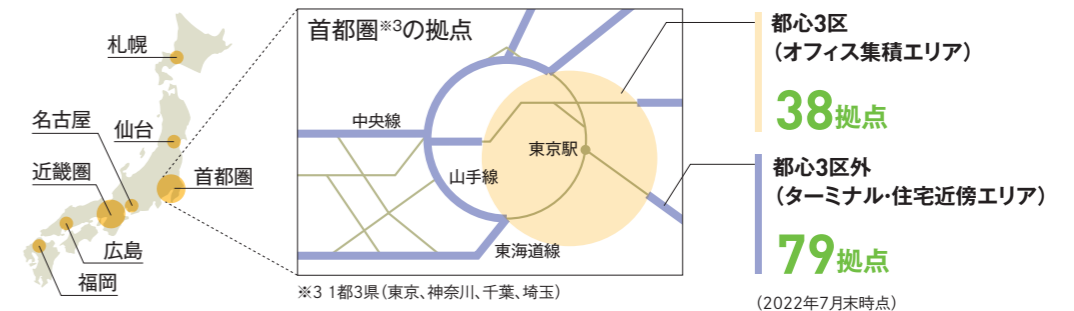 札幌
名古屋
仙台
近畿圏
首都圏
広島
福岡
首都圏※3の拠点
中央線
東京駅
山手線
東海道線
※3 1都3県（東京、神奈川、千葉、埼玉）
都心3区
（オフィス集積エリア）
38拠点
都心3区外
（ターミナル・住宅近傍エリア）
79拠点
（2022年7月末時点）